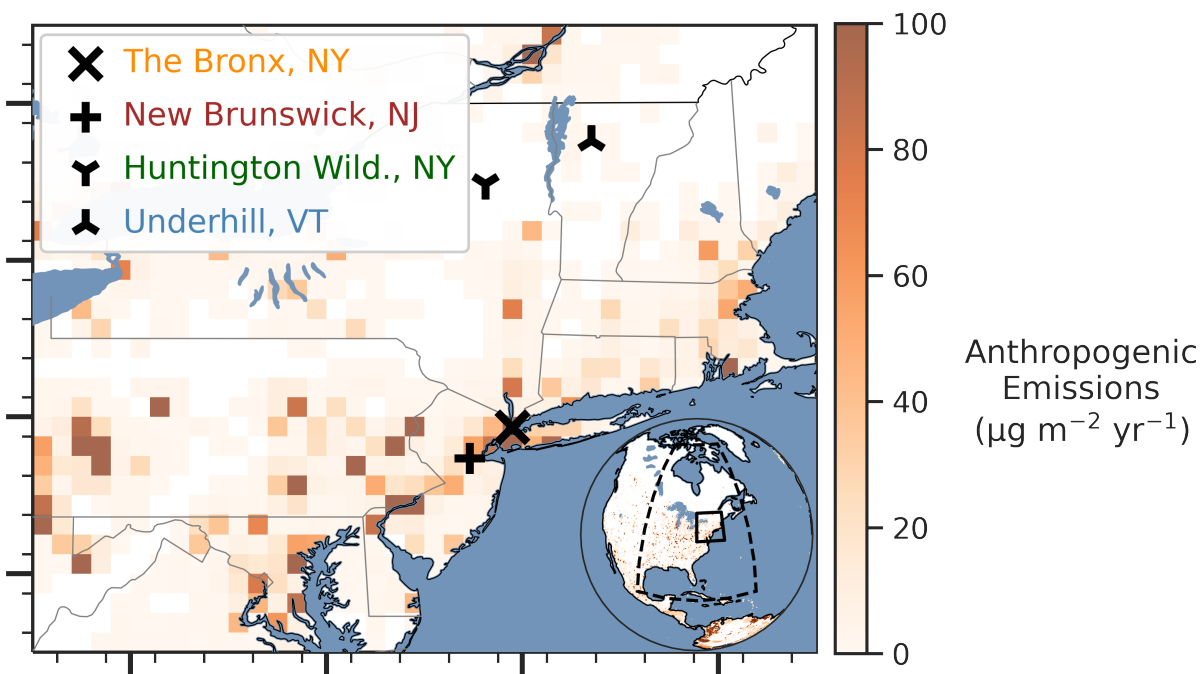 The Bronx, NY
New Brunswick, NJ
Huntington Wild., NY
Underhill, VT
100
80
60
40
20
0
Anthropogenic
Emissions
(μg m⁻² yr⁻¹)